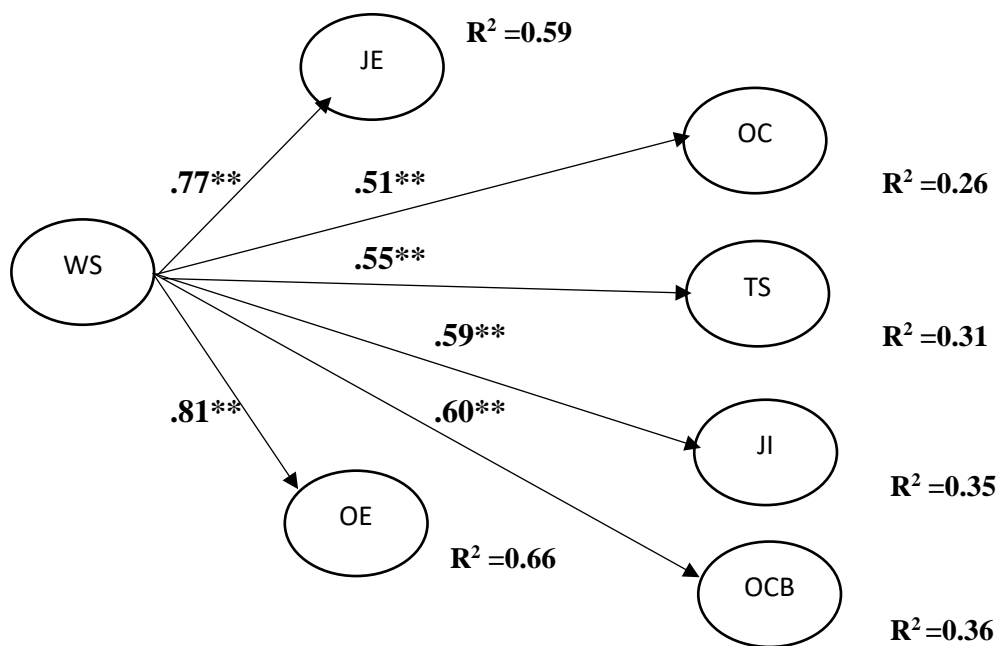 JE
R² =0.59
OC
.77**
.51**
R² =0.26
WS
.55**
TS
.59**
R² =0.31
.81**
.60**
JI
R² =0.35
OE
R² =0.66
OCB
R² =0.36